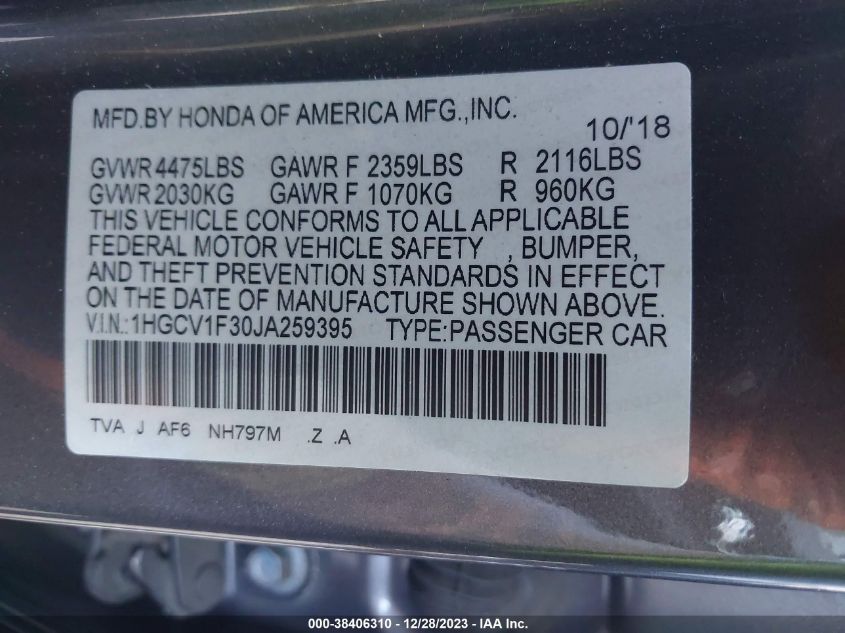 MFD.BY HONDA OF AMERICA MFG.,INC.
10/'18
GVWR 4475LBS GAWR F 2359LBS R 2116LBS
GVWR 2030KG GAWR F 1070KG R 960KG
THIS VEHICLE CONFORMS TO ALL APPLICABLE
FEDERAL MOTOR VEHICLE SAFETY , BUMPER,
AND THEFT PREVENTION STANDARDS IN EFFECT
ON THE DATE OF MANUFACTURE SHOWN ABOVE.
V.I.N.:1HGCV1F30JA259395 TYPE:PASSENGER CAR
TVA J AF6 NH797M .Z .A
000-38406310 - 12/28/2023 - IAA Inc.